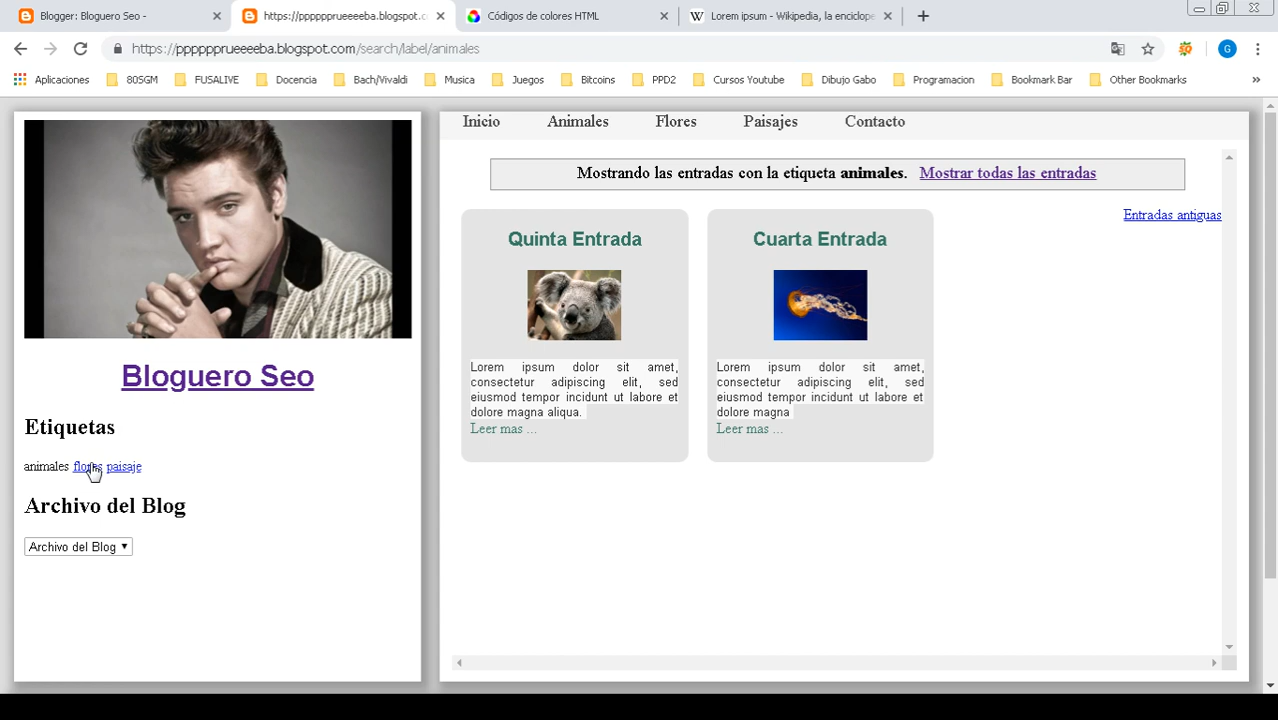 Blogger: Bloguero Seo -
https://ppppppprueeeeba.blogspot.c
Códigos de colores HTML
Lorem ipsum - Wikipedia, la enciclope
https://ppppppprueeeeba.blogspot.com/search/label/animales
G
Aplicaciones
80SGM
FUSALIVE
Docencia
Bach/Vivaldi
Musica
Juegos
Bitcoins
PPD2
Cursos Youtube
Dibujo Gabo
Programacion
Bookmark Bar
Other Bookmarks
»
Bloguero Seo
Etiquetas
animales flores paisaje
Archivo del Blog
Archivo del Blog
Inicio
Animales
Flores
Paisajes
Contacto
Mostrando las entradas con la etiqueta animales. Mostrar todas las entradas
Entradas antiguas
Quinta Entrada
Lorem ipsum dolor sit amet,
consectetur adipiscing elit, sed
eiusmod tempor incidunt ut labore et
dolore magna aliqua.
Leer mas ...
Cuarta Entrada
Lorem ipsum dolor sit amet,
consectetur adipiscing elit, sed
eiusmod tempor incidunt ut labore et
dolore magna
Leer mas ...